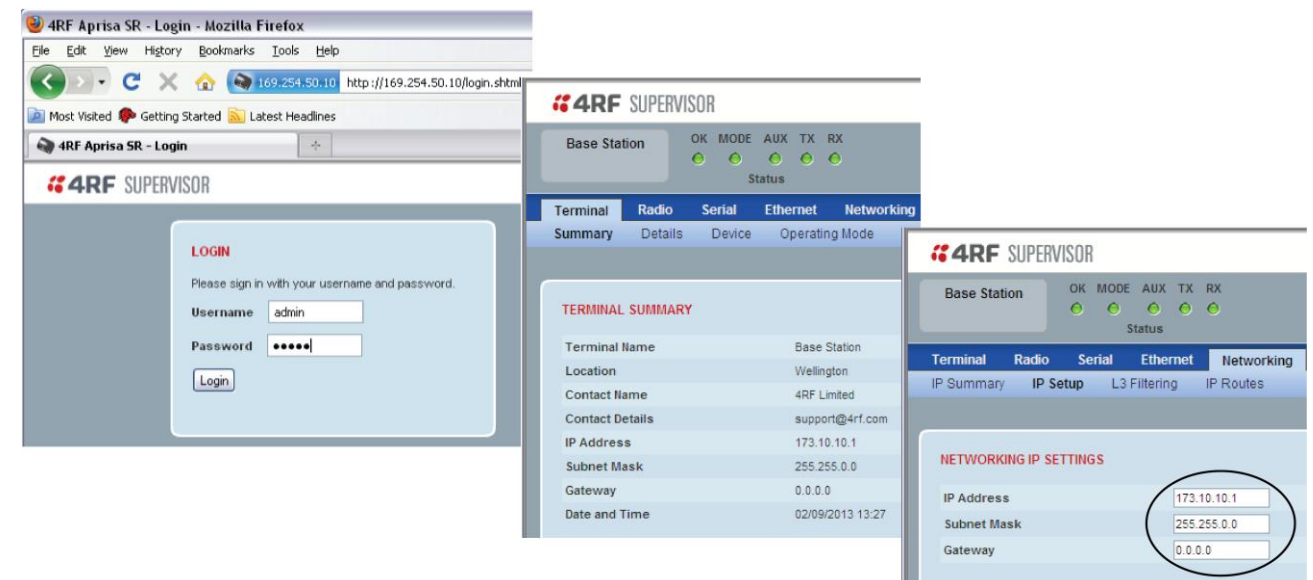 4RF Aprisa SR - Login - Mozilla Firefox
File Edit View History Bookmarks Tools Help
169.254.50.10 http://169.254.50.10/login.shtml
Most Visited Getting Started Latest Headlines
4RF Aprisa SR - Login
4RF SUPERVISOR
LOGIN
Please sign in with your username and password.
Username admin
Password •••••
Login
4RF SUPERVISOR
Base Station
OK MODE AUX TX RX
Status
Terminal Radio Serial Ethernet Networking
Summary Details Device Operating Mode
TERMINAL SUMMARY
Terminal Name Base Station
Location Wellington
Contact Name 4RF Limited
Contact Details support@4rf.com
IP Address 173.10.10.1
Subnet Mask 255.255.0.0
Gateway 0.0.0.0
Date and Time 02/09/2013 13:27
4RF SUPERVISOR
Base Station
OK MODE AUX TX RX
Status
Terminal Radio Serial Ethernet Networking
IP Summary IP Setup L3 Filtering IP Routes
NETWORKING IP SETTINGS
IP Address 173.10.10.1
Subnet Mask 255.255.0.0
Gateway 0.0.0.0